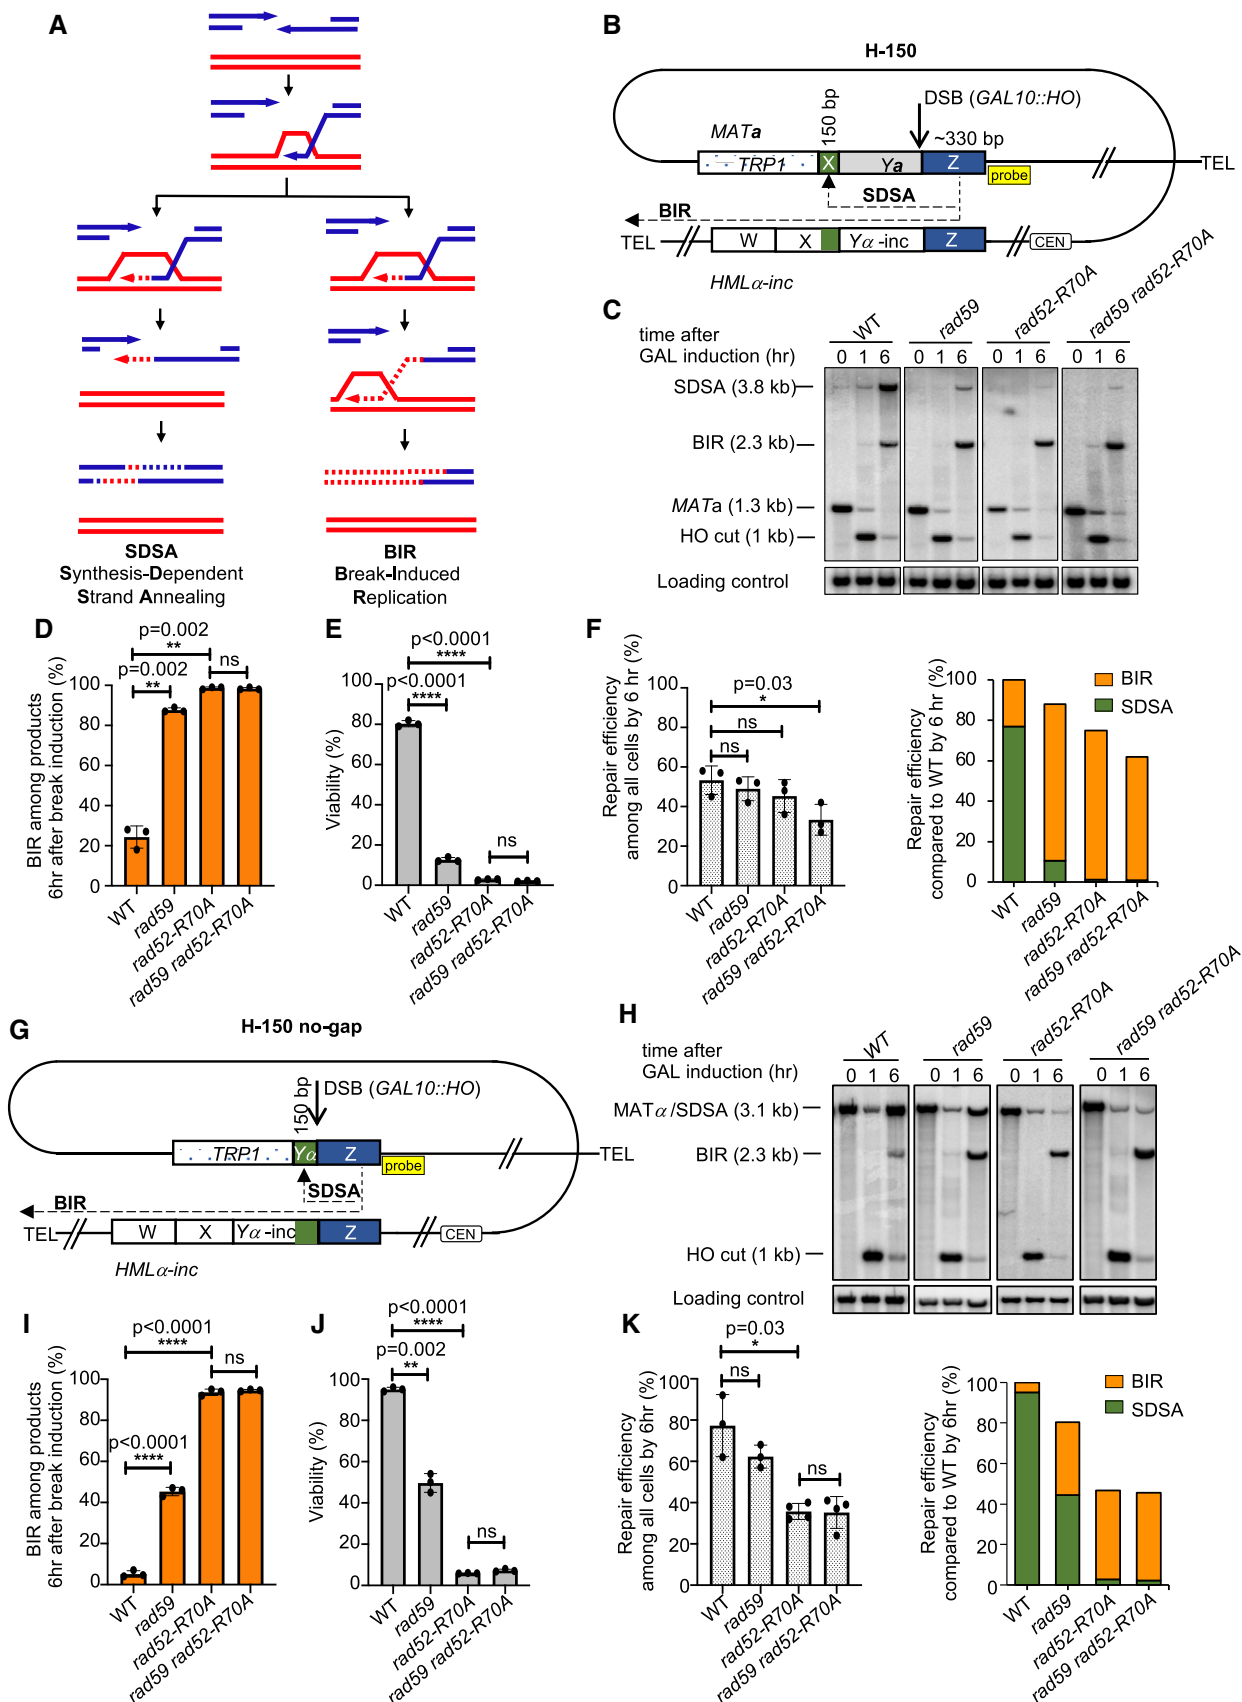 A
SDSA
Synthesis-Dependent
Strand Annealing
BIR
Break-Induced
Replication
B
H-150
DSB (GAL10::HO)
MATa
150 bp
~330 bp
TRP1
X
Ya
Z
probe
TEL
SDSA
BIR
TEL
W
X
Yα -inc
Z
CEN
HMLα-inc
C
time after
GAL induction (hr)
WT
rad59
rad52-R70A
rad59 rad52-R70A
0 1 6
0 1 6
0 1 6
0 1 6
SDSA (3.8 kb)
BIR (2.3 kb)
MATa (1.3 kb)
HO cut (1 kb)
Loading control
D
BIR among products
6hr after break induction (%)
p=0.002
**
p=0.002
**
ns
100
80
60
40
20
0
WT
rad59
rad52-R70A
rad59 rad52-R70A
E
Viability (%)
p<0.0001
****
p<0.0001
****
ns
100
80
60
40
20
0
WT
rad59
rad52-R70A
rad59 rad52-R70A
F
Repair efficiency
among all cells by 6 hr (%)
p=0.03
*
ns
ns
100
80
60
40
20
0
WT
rad59
rad52-R70A
rad59 rad52-R70A
Repair efficiency
compared to WT by 6 hr (%)
BIR
SDSA
100
80
60
40
20
0
WT
rad59
rad52-R70A
rad59 rad52-R70A
G
H-150 no-gap
150 bp
DSB (GAL10::HO)
TRP1
Yα
Z
probe
TEL
SDSA
BIR
TEL
W
X
Yα -inc
Z
CEN
HMLα-inc
H
time after
GAL induction (hr)
WT
rad59
rad52-R70A
rad59 rad52-R70A
0 1 6
0 1 6
0 1 6
0 1 6
MATα/SDSA (3.1 kb)
BIR (2.3 kb)
HO cut (1 kb)
Loading control
I
BIR among products
6hr after break induction (%)
p<0.0001
****
p<0.0001
****
ns
100
80
60
40
20
0
WT
rad59
rad52-R70A
rad59 rad52-R70A
J
Viability (%)
p<0.0001
****
p=0.002
**
ns
100
80
60
40
20
0
WT
rad59
rad52-R70A
rad59 rad52-R70A
K
Repair efficiency
among all cells by 6hr (%)
p=0.03
*
ns
ns
100
80
60
40
20
0
WT
rad59
rad52-R70A
rad59 rad52-R70A
Repair efficiency
compared to WT by 6hr (%)
BIR
SDSA
100
80
60
40
20
0
WT
rad59
rad52-R70A
rad59 rad52-R70A